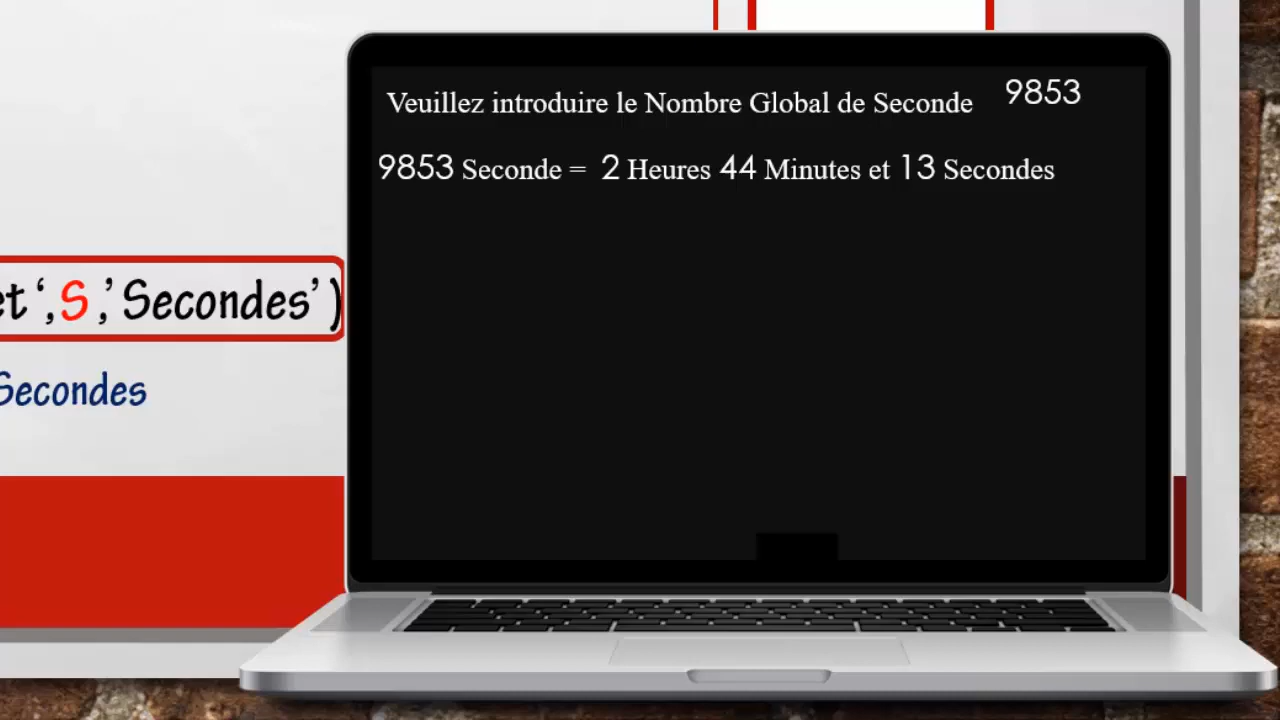 Veuillez introduire le Nombre Global de Seconde 9853
9853 Seconde = 2 Heures 44 Minutes et 13 Secondes
et ‘,S ,’ Secondes’ )
Secondes